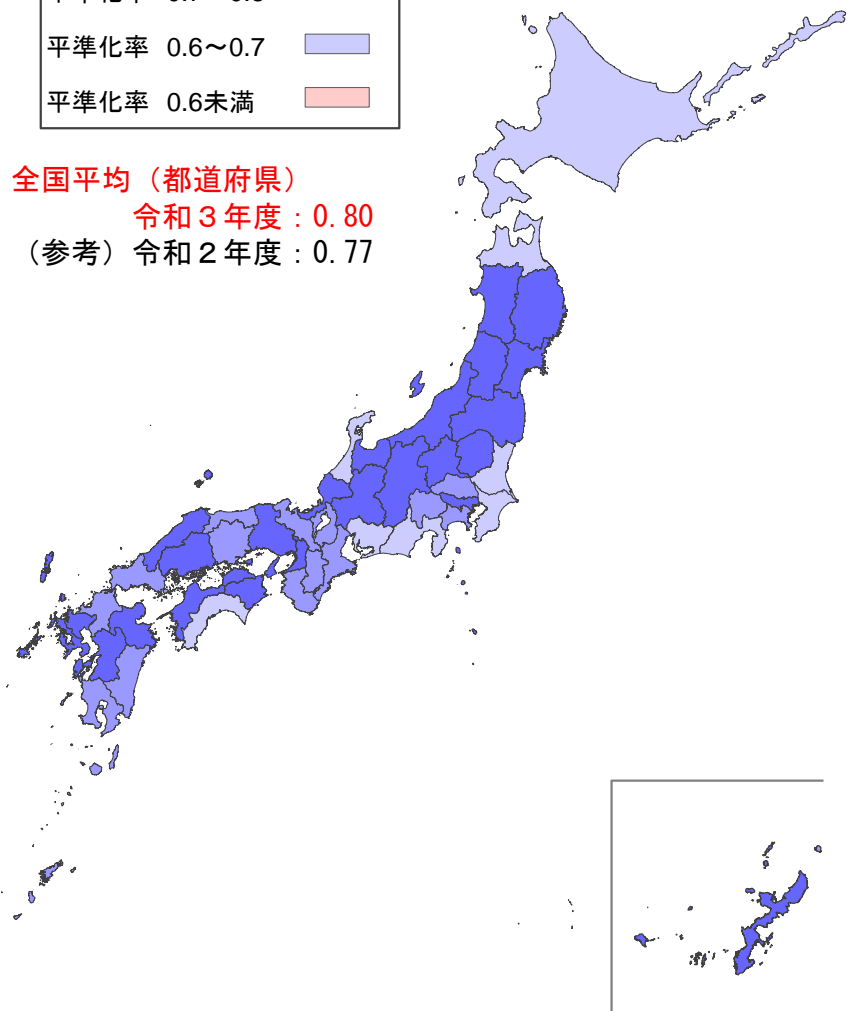 平準化率 0.6～0.7
平準化率 0.6未満
全国平均（都道府県）
令和３年度：0.80
（参考）令和２年度：0.77